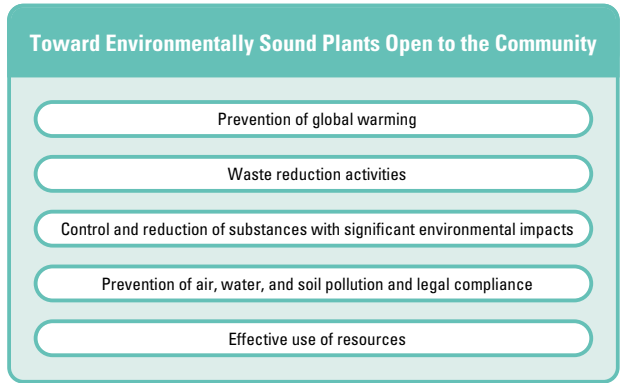 Toward Environmentally Sound Plants Open to the Community
Prevention of global warming
Waste reduction activities
Control and reduction of substances with significant environmental impacts
Prevention of air, water, and soil pollution and legal compliance
Effective use of resources